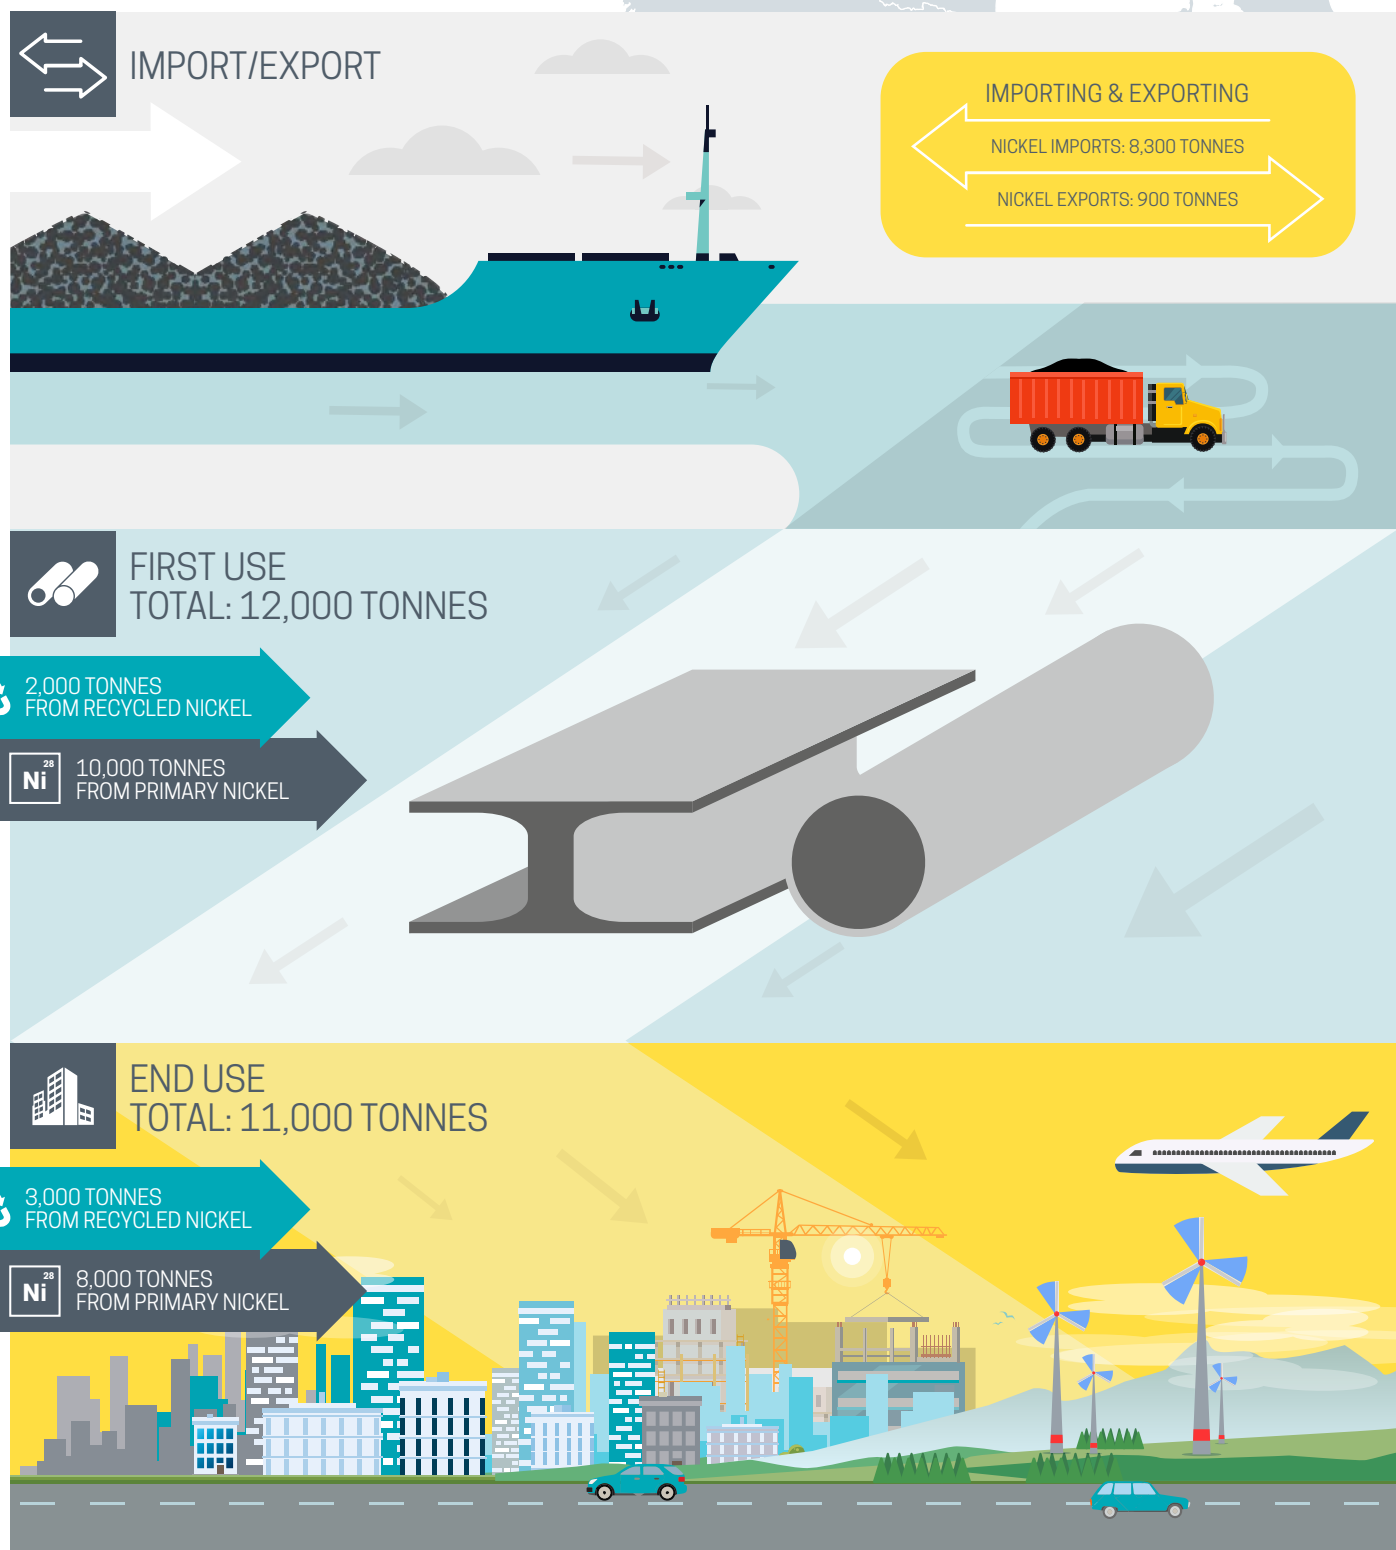 IMPORT/EXPORT
IMPORTING & EXPORTING
NICKEL IMPORTS: 8,300 TONNES
NICKEL EXPORTS: 900 TONNES
FIRST USE
TOTAL: 12,000 TONNES
2,000 TONNES
FROM RECYCLED NICKEL
28
Ni
10,000 TONNES
FROM PRIMARY NICKEL
END USE
TOTAL: 11,000 TONNES
3,000 TONNES
FROM RECYCLED NICKEL
28
Ni
8,000 TONNES
FROM PRIMARY NICKEL